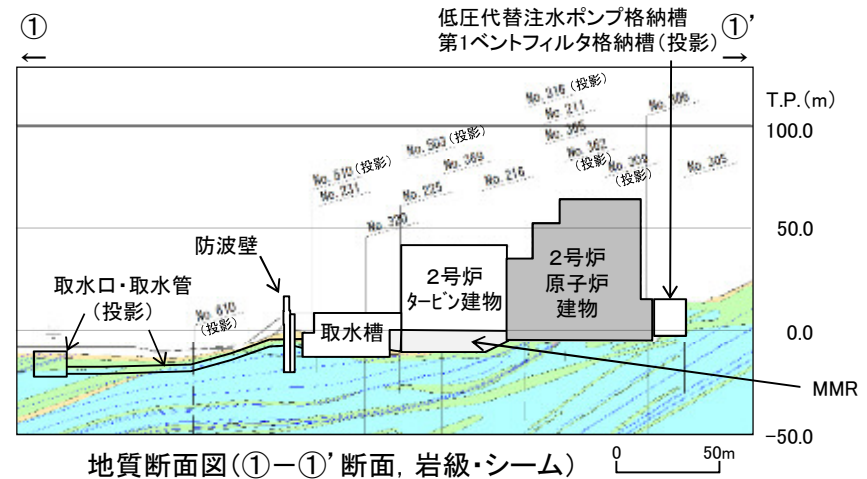 低圧代替注水ポンプ格納槽
第1ベントフィルタ格納槽(投影)
①
①’
←
→
T.P.(m)
100.0
50.0
0.0
-50.0
No.316(投影)
No.211
No.385
No.362
(投影)
(投影)
No.306
No.305
No.503(投影)
No.369
No.216
No.610(投影)
No.231
No.225
No.320
No.610
(投影)
防波壁
取水口・取水管
(投影)
取水槽
2号炉
タービン建物
2号炉
原子炉
建物
MMR
地質断面図(①-①’断面, 岩級・シーム)
0
50m